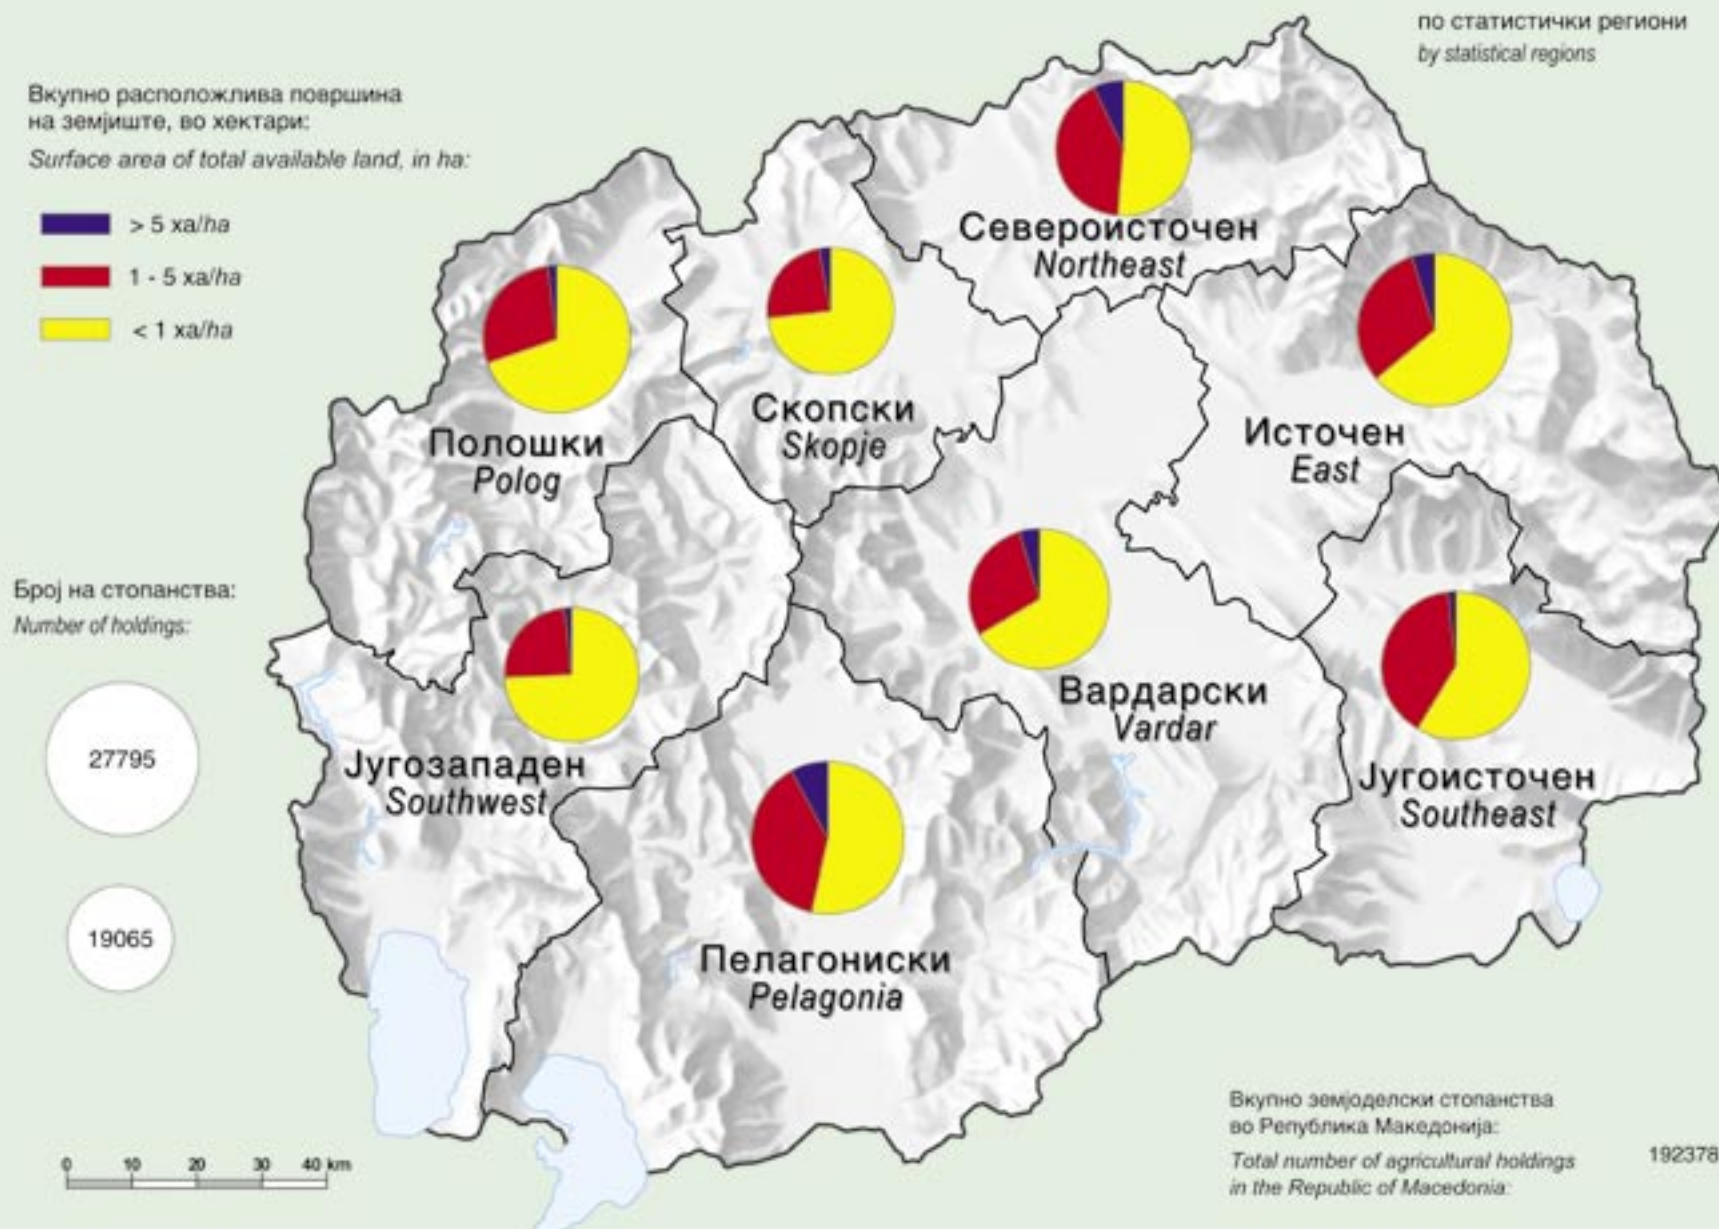 по статистички региони
by statistical regions
Вкупно расположлива површина
на земјиште, во хектари:
Surface area of total available land, in ha:
> 5 ха/ha
1 - 5 ха/ha
< 1 ха/ha
Североисточен
Northeast
Скопски
Skopje
Полошки
Polog
Источен
East
Број на стопанства:
Number of holdings:
27795
19065
Вардарски
Vardar
Југозападен
Southwest
Југоисточен
Southeast
Пелагониски
Pelagonia
0 10 20 30 40 km
Вкупно земјоделски стопанства
во Република Македонија:
Total number of agricultural holdings
in the Republic of Macedonia:
192378